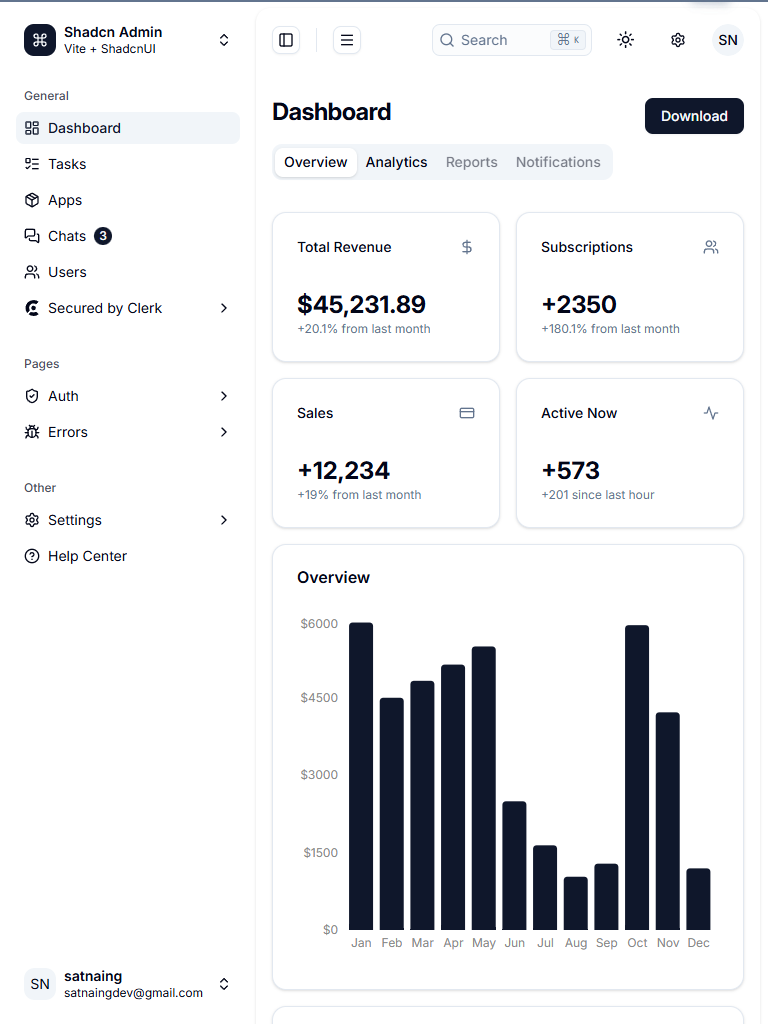 Shadcn Admin
Vite + ShadcnUI
General
Dashboard
Tasks
Apps
Chats 3
Users
Secured by Clerk
Pages
Auth
Errors
Other
Settings
Help Center
SN
satnaing
satnaingdev@gmail.com
Search ⌘ K
SN
Dashboard
Download
Overview Analytics Reports Notifications
Total Revenue
$45,231.89
+20.1% from last month
Subscriptions
+2350
+180.1% from last month
Sales
+12,234
+19% from last month
Active Now
+573
+201 since last hour
Overview
$6000
$4500
$3000
$1500
$0
Jan Feb Mar Apr May Jun Jul Aug Sep Oct Nov Dec